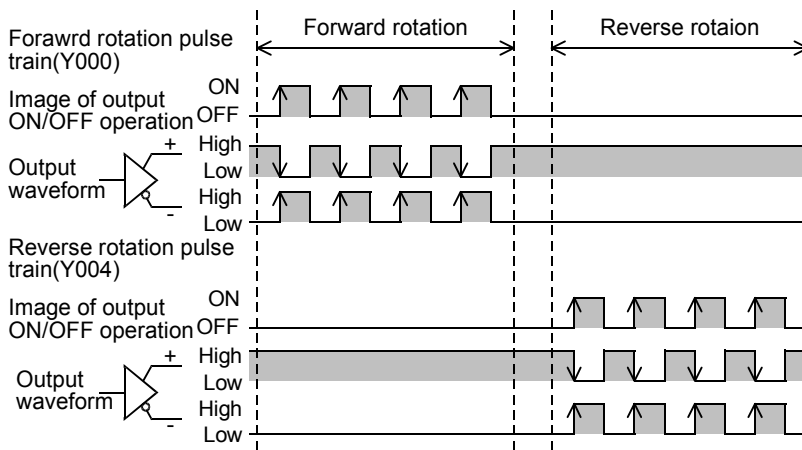 Forward rotation
Reverse rotaion
Forawrd rotation pulse
train(Y000)
ON
Image of output
ON/OFF operation
OFF
High
+
Output
waveform
Low
High
-
Low
Reverse rotation pulse
train(Y004)
ON
Image of output
ON/OFF operation
OFF
High
+
Output
waveform
Low
High
-
Low